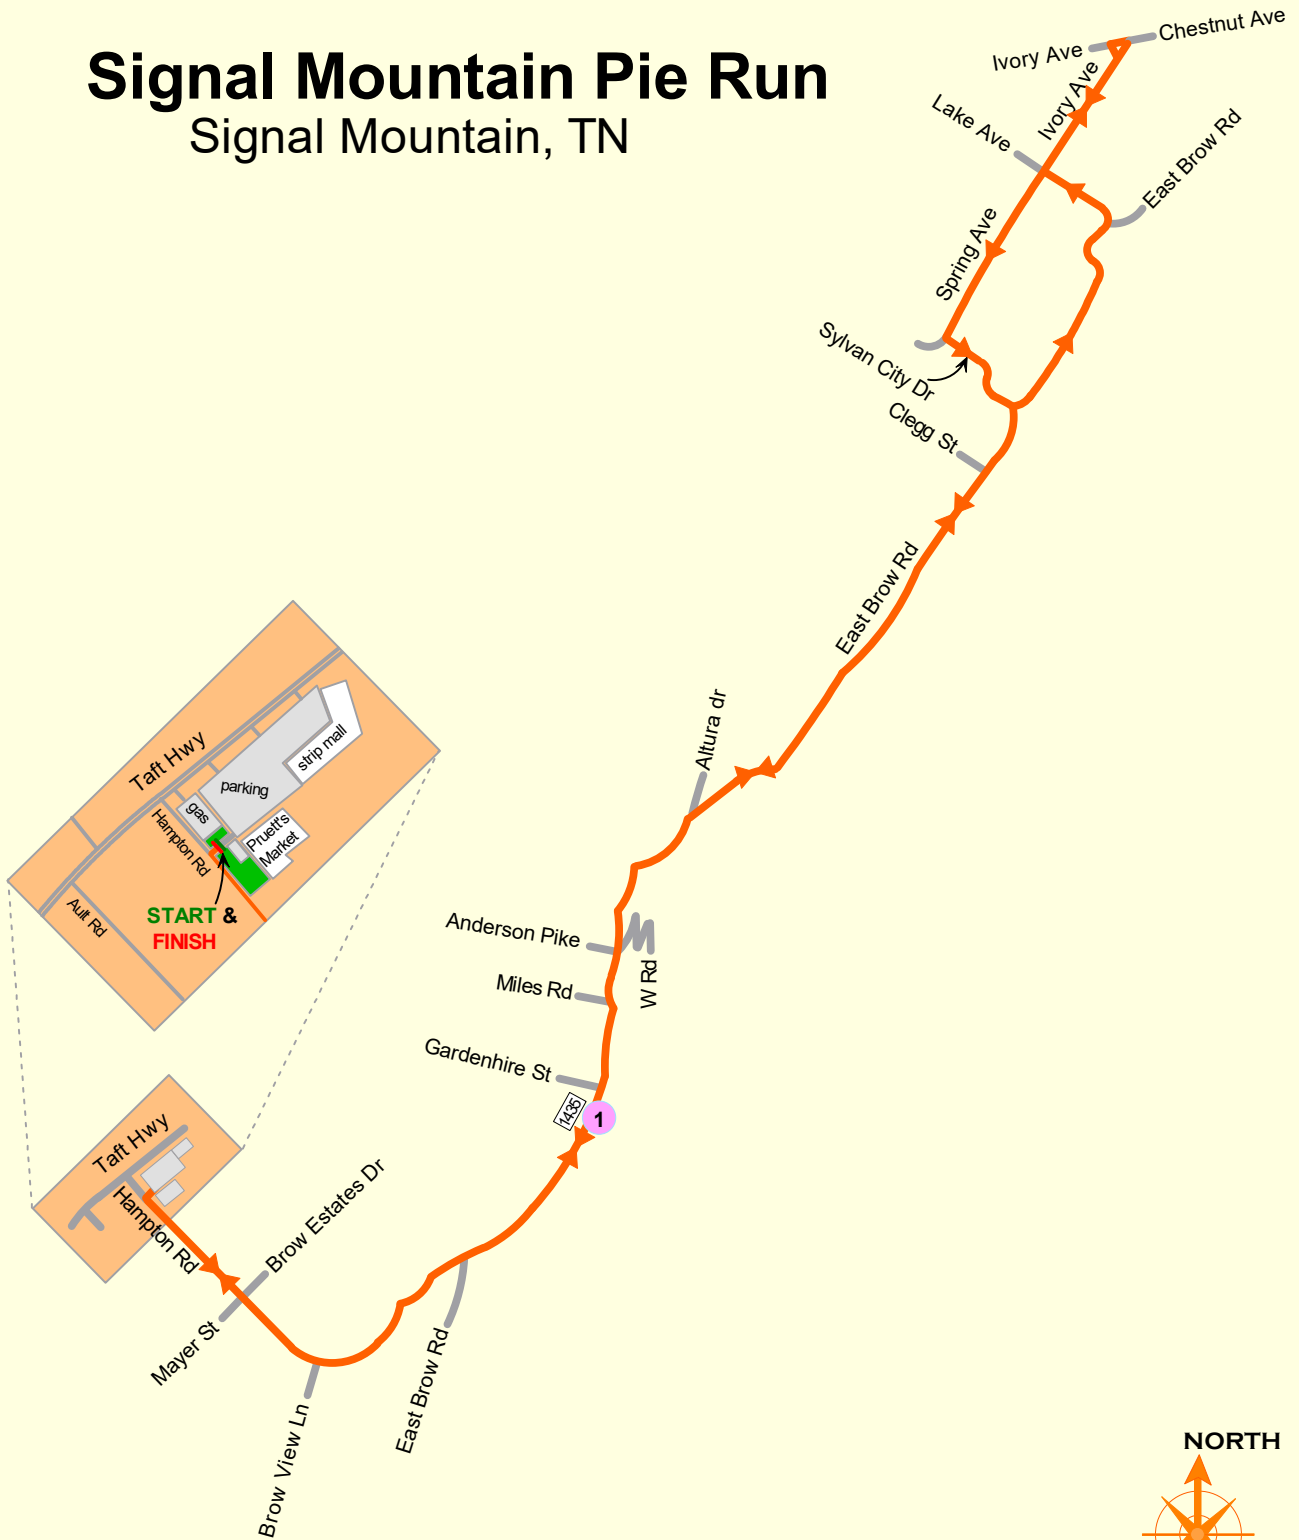 Signal Mountain Pie Run
Signal Mountain, TN
Chestnut Ave
Ivory Ave
Ivory Ave
Lake Ave
East Brow Rd
Spring Ave
Sylvan City Dr
Clegg St
East Brow Rd
Altura dr
Taft Hwy
strip mall
parking
gas
Hampton Rd
Pruett's
Market
Ault Rd
START &
FINISH
Anderson Pike
W Rd
Miles Rd
Gardenhire St
1435
1
Taft Hwy
Hampton Rd
Brow Estates Dr
Mayer St
East Brow Rd
Brow View Ln
NORTH